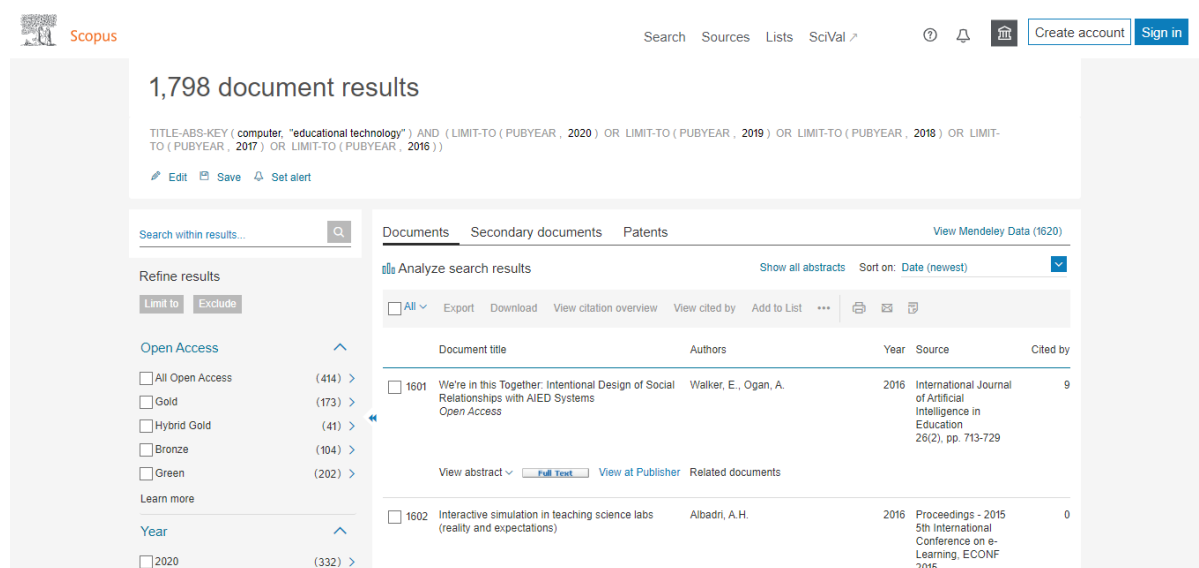 Scopus
Search Sources Lists SciVal ↗
Create account Sign in
1,798 document results
TITLE-ABS-KEY ( computer, "educational technology" ) AND ( LIMIT-TO ( PUBYEAR , 2020 ) OR LIMIT-TO ( PUBYEAR , 2019 ) OR LIMIT-TO ( PUBYEAR , 2018 ) OR LIMIT-
TO ( PUBYEAR , 2017 ) OR LIMIT-TO ( PUBYEAR , 2016 ) )
Edit Save Set alert
Search within results...
Refine results
Limit to Exclude
Open Access
All Open Access (414) >
Gold (173) >
Hybrid Gold (41) >
Bronze (104) >
Green (202) >
Learn more
Year
2020 (332) >
Documents Secondary documents Patents View Mendeley Data (1620)
Analyze search results Show all abstracts Sort on: Date (newest)
All Export Download View citation overview View cited by Add to List •••
Document title Authors Year Source Cited by
1601 We're in this Together: Intentional Design of Social Walker, E., Ogan, A. 2016 International Journal 9
Relationships with AIED Systems of Artificial
Open Access Intelligence in
Education
26(2), pp. 713-729
View abstract Full Text View at Publisher Related documents
1602 Interactive simulation in teaching science labs Albadri, A.H. 2016 Proceedings - 2015 0
(reality and expectations) 5th International
Conference on e-
Learning, ECONF
2015